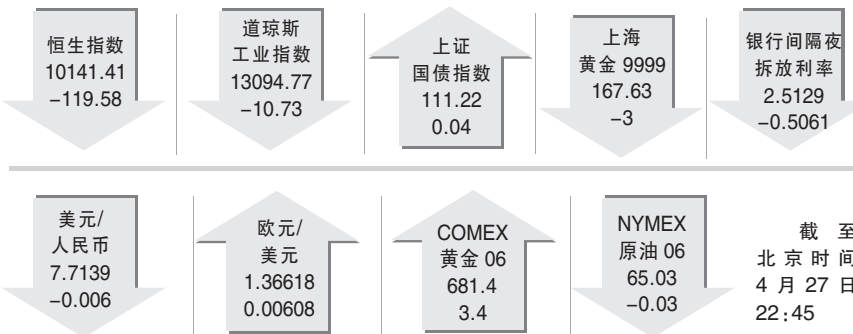 恒生指数
10141.41
-119.58
道琼斯
工业指数
13094.77
-10.73
上证
国债指数
111.22
0.04
上海
黄金 9999
167.63
-3
银行间隔夜
拆放利率
2.5129
-0.5061
美元/
人民币
7.7139
-0.006
欧元/
美元
1.36618
0.00608
COMEX
黄金 06
681.4
3.4
NYMEX
原油 06
65.03
-0.03
截至
北京时间
4月27日
22:45